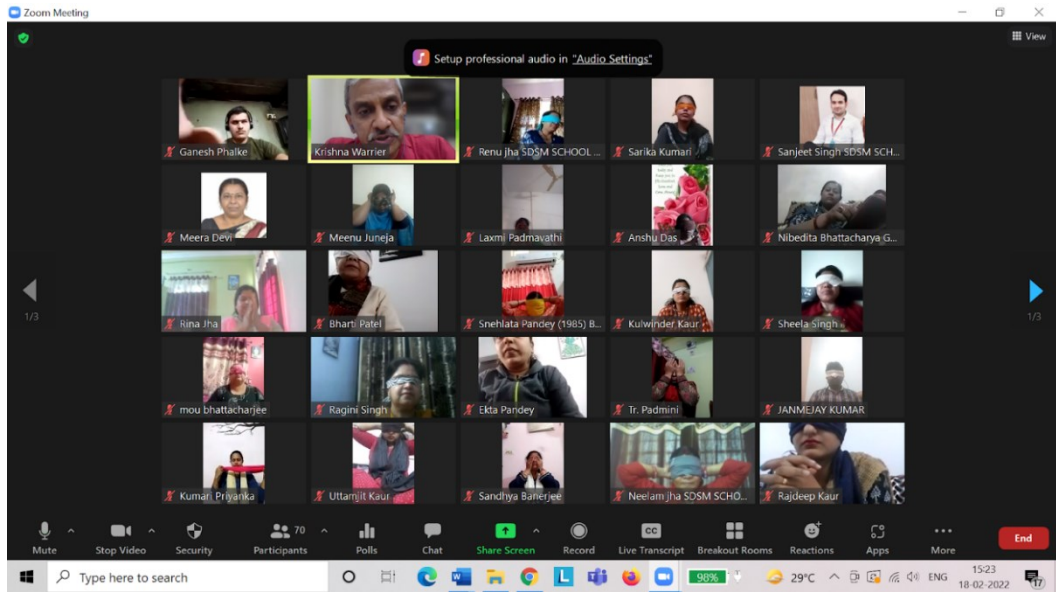 Zoom Meeting
View
Setup professional audio in "Audio Settings"
Ganesh Phalke
Krishna Warrier
Renu jha SDSM SCHOOL ...
Sarika Kumari
Sanjeet Singh SDSM SCH...
Meera Devi
Meenu Juneja
Laxmi Padmavathi
Anshu Das
Nibedita Bhattacharya G...
1/3
1/3
Rina Jha
Bharti Patel
Snehlata Pandey (1985) B...
Kulwinder Kaur
Sheela Singh
mou bhattacharjee
Ragini Singh
Ekta Pandey
Tr. Padmini
JANMEJAY KUMAR
Kumari Priyanka
Uttamjit Kaur
Sandhya Banerjee
Neelam jha SDSM SCHO...
Rajdeep Kaur
70
CC
Mute
Stop Video
Security
Participants
Polls
Chat
Share Screen
Record
Live Transcript
Breakout Rooms
Reactions
Apps
More
End
Type here to search
98%
29°C
ENG
15:23
18-02-2022
17